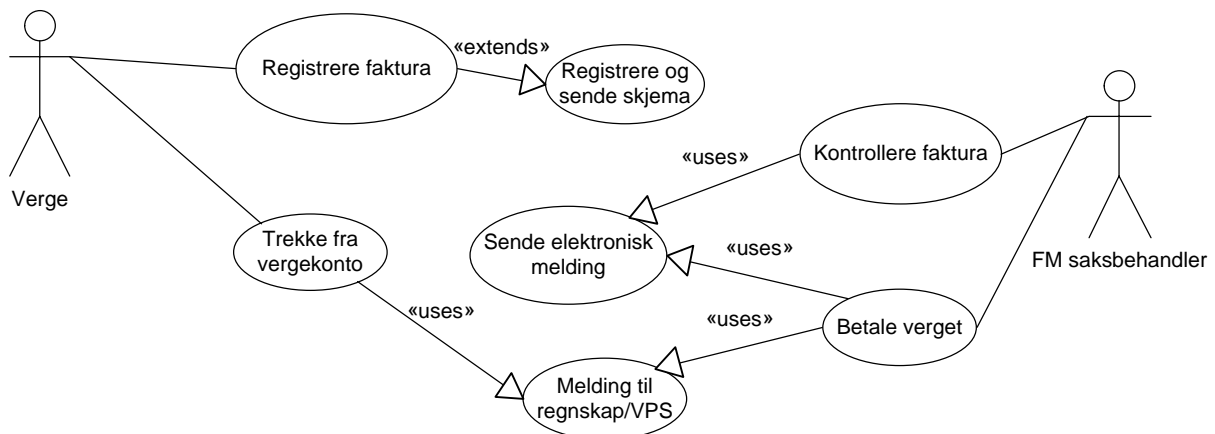 «extends»
Registrere faktura
Registrere og
sende skjema
Kontrollere faktura
«uses»
Verge
Trekke fra
vergekonto
Sende elektronisk
melding
«uses»
FM saksbehandler
«uses»
«uses»
Betale verget
Melding til
regnskap/VPS